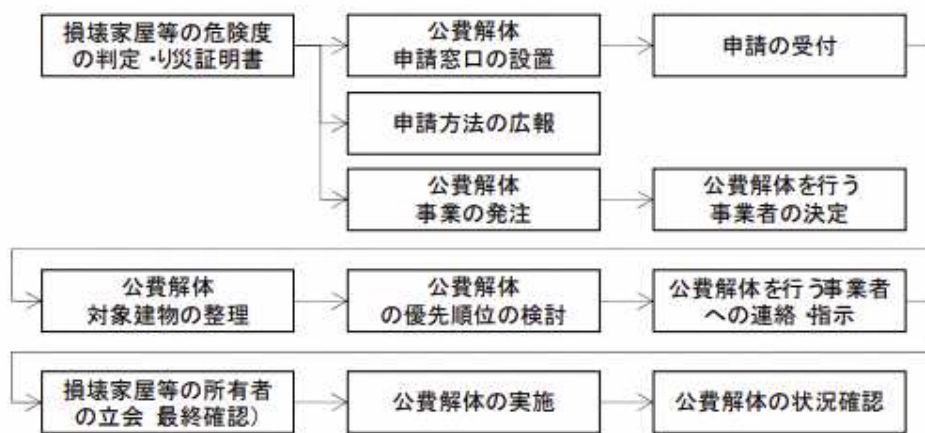 損壊家屋等の危険度
の判定・り災証明書
公費解体
申請窓口の設置
申請の受付
申請方法の広報
公費解体
事業の発注
公費解体を行う
事業者の決定
公費解体
対象建物の整理
公費解体
の優先順位の検討
公費解体を行う事業者
への連絡・指示
損壊家屋等の所有者
の立会 最終確認）
公費解体の実施
公費解体の状況確認